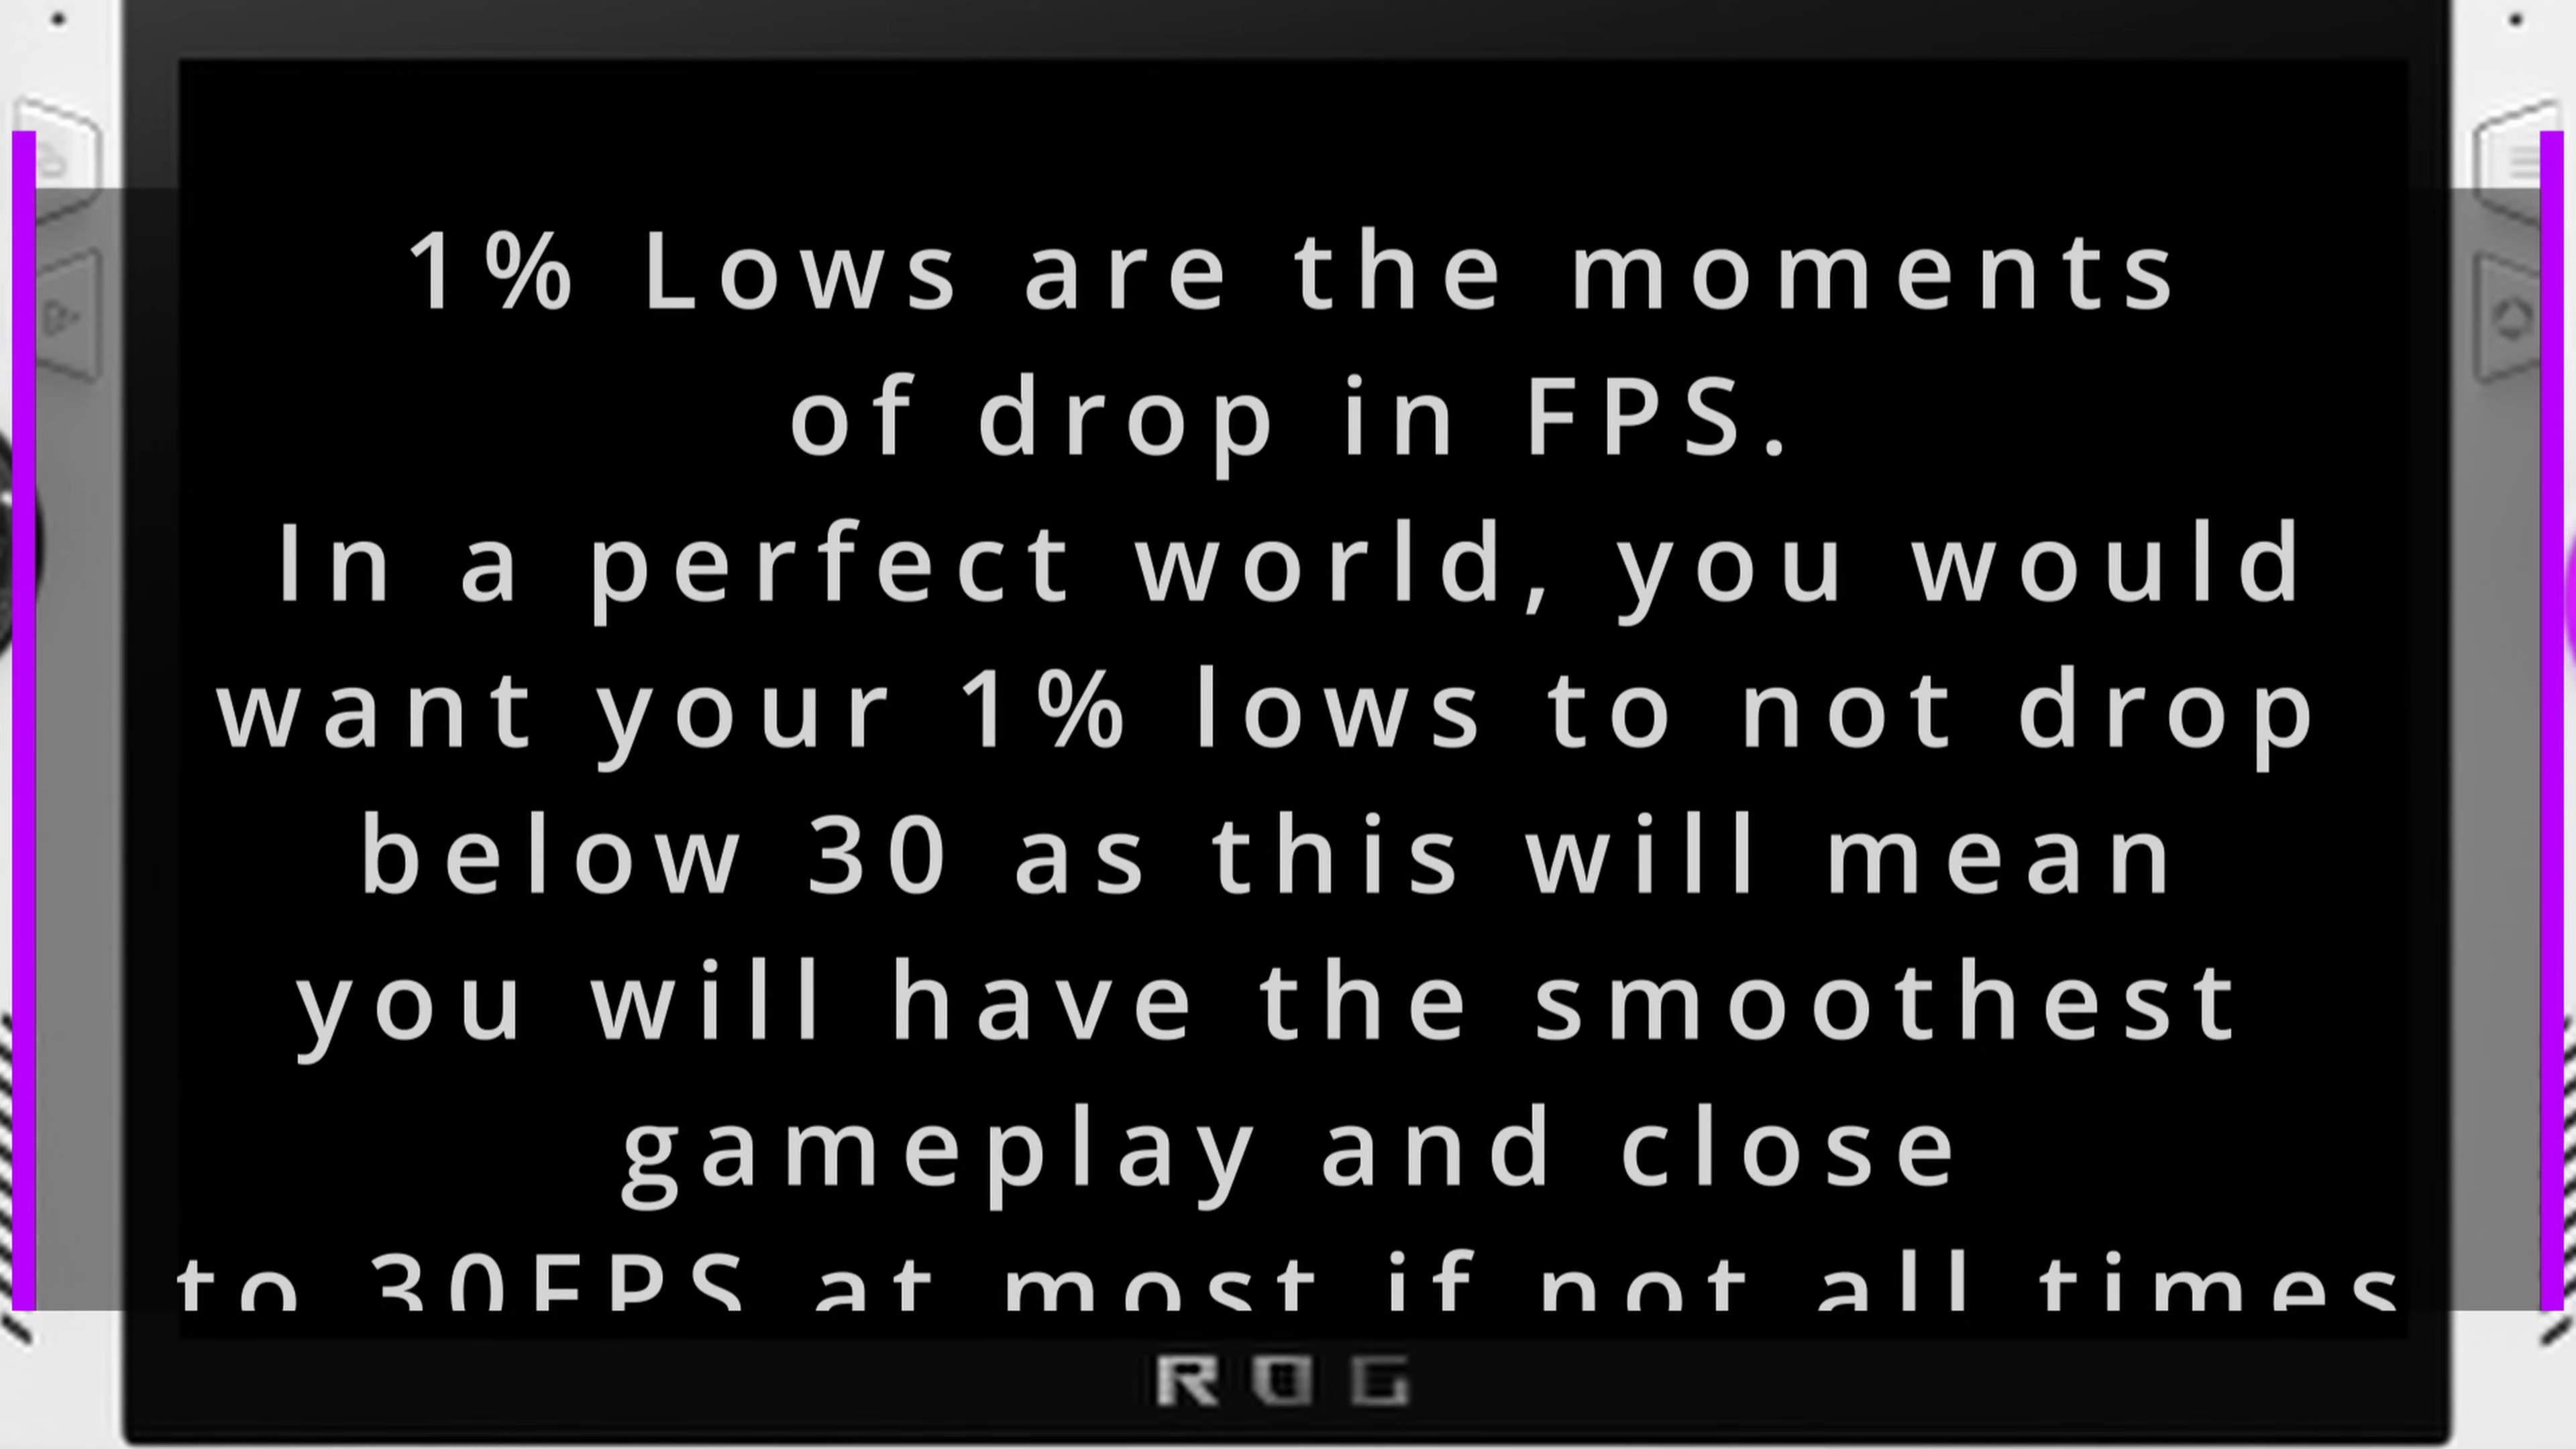 1% Lows are the moments
of drop in FPS.
In a perfect world, you would
want your 1% lows to not drop
below 30 as this will mean
you will have the smoothest
gameplay and close
to 30FPS at most if not all times
ROG